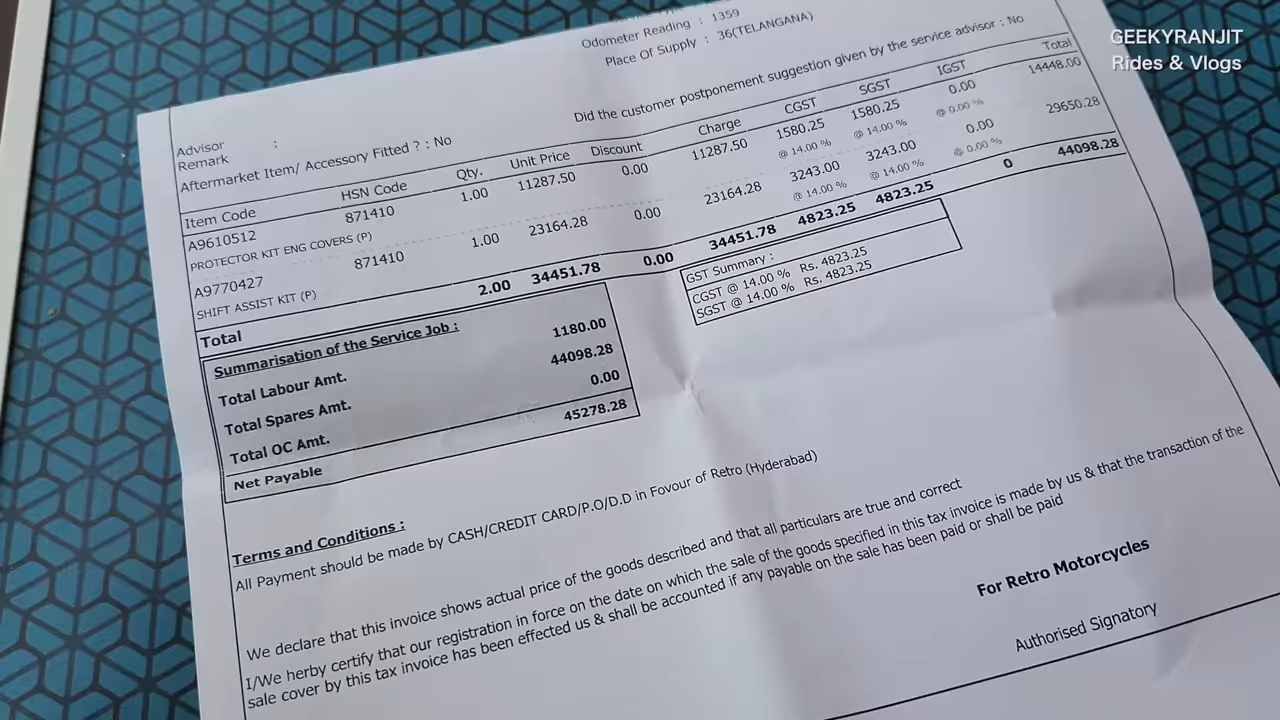 GEEKYRANJIT
Rides & Vlogs
Odometer Reading : 1359
Place Of Supply : 36(TELANGANA)
Did the customer postponement suggestion given by the service advisor : No
Advisor :
Remark
Aftermarket Item/ Accessory Fitted ? : No
Item Code HSN Code Qty. Unit Price Discount Charge CGST SGST IGST Total
A9610512 871410 1.00 11287.50 0.00 11287.50 1580.25 1580.25 0.00 14448.00
PROTECTOR KIT ENG COVERS (P) @ 14.00 % @ 14.00 % @ 0.00 %
A9770427 871410 1.00 23164.28 0.00 23164.28 3243.00 3243.00 0.00 29650.28
SHIFT ASSIST KIT (P) @ 14.00 % @ 14.00 % @ 0.00 %
Total 2.00 34451.78 0.00 34451.78 4823.25 4823.25 0 44098.28
GST Summary :
CGST @ 14.00 % Rs. 4823.25
SGST @ 14.00 % Rs. 4823.25
Summarisation of the Service Job :
Total Labour Amt. 1180.00
Total Spares Amt. 44098.28
Total OC Amt. 0.00
Net Payable 45278.28
Terms and Conditions :
All Payment should be made by CASH/CREDIT CARD/P.O/D.D in Fovour of Retro (Hyderabad)
We declare that this invoice shows actual price of the goods described and that all particulars are true and correct
I/We herby certify that our registration in force on the date on which the sale of the goods specified in this tax invoice is made by us & that the transaction of the
sale cover by this tax invoice has been effected us & shall be accounted if any payable on the sale has been paid or shall be paid
For Retro Motorcycles
Authorised Signatory